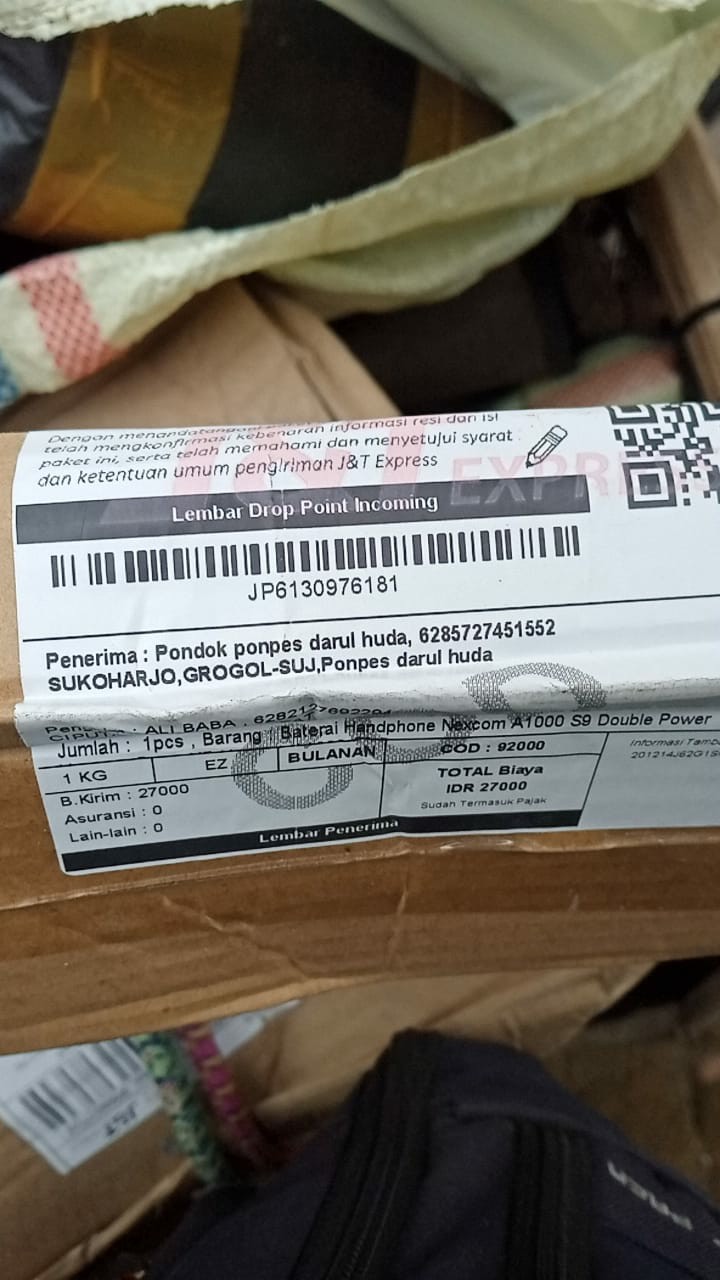 Dengan menandatangani
kebenaran informasi resi dan isi
telah mengkonfirmasi
paket ini, serta telah memahami dan menyetujui syarat
dan ketentuan umum pengiriman J&T Express
EXPRE
Lembar Drop Point Incoming
JP6130976181
Penerima : Pondok ponpes darul huda, 6285727451552
SUKOHARJO,GROGOL-SUJ,Ponpes darul huda
ALI BABA
Jumlah : 1pcs , Barang : Baterai Handphone Nexcom A1000 S9 Double Power
1 KG
EZ
BULANAN
COD : 92000
B.Kirim : 27000
Asuransi : 0
Lain-lain : 0
TOTAL Biaya
IDR 27000
Sudah Termasuk Pajak
Informasi Tamb
Lembar Penerima